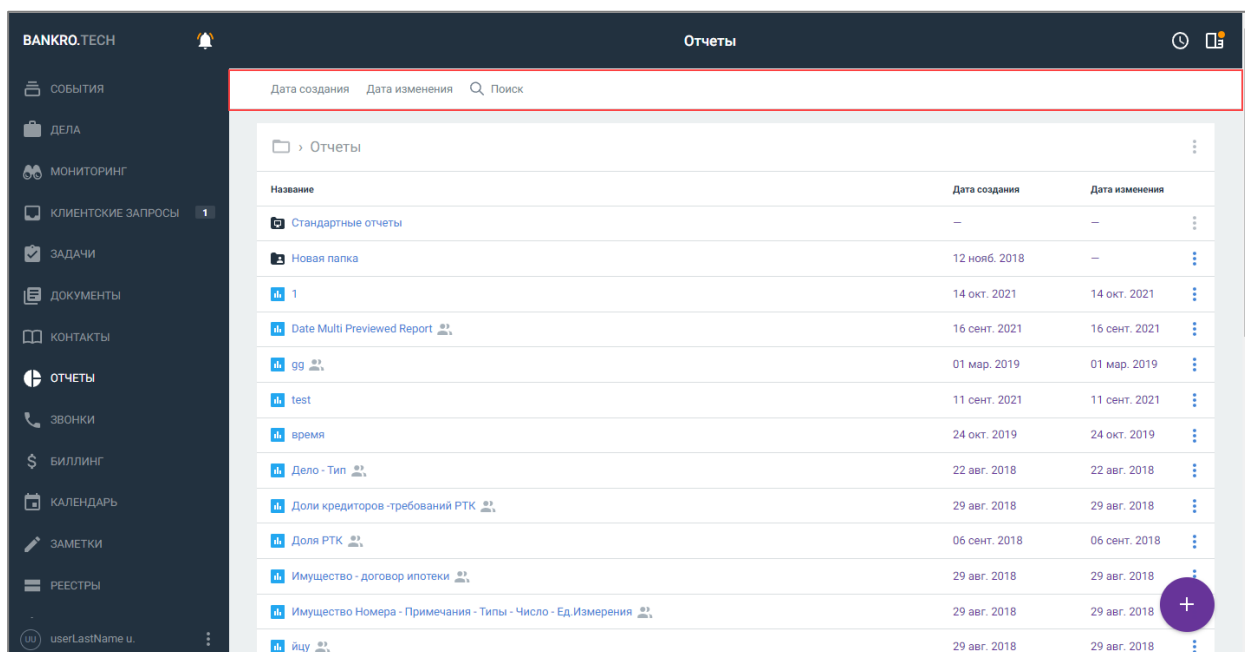 BANKRO.TECH
Отчеты
СОБЫТИЯ
ДЕЛА
МОНИТОРИНГ
КЛИЕНТСКИЕ ЗАПРОСЫ 1
ЗАДАЧИ
ДОКУМЕНТЫ
КОНТАКТЫ
ОТЧЕТЫ
ЗВОНКИ
БИЛЛИНГ
КАЛЕНДАРЬ
ЗАМЕТКИ
РЕЕСТРЫ
UU userLastName u.
Дата создания Дата изменения Поиск
› Отчеты
Название Дата создания Дата изменения
Стандартные отчеты – –
Новая папка 12 нояб. 2018 –
1 14 окт. 2021 14 окт. 2021
Date Multi Previewed Report 16 сент. 2021 16 сент. 2021
gg 01 мар. 2019 01 мар. 2019
test 11 сент. 2021 11 сент. 2021
время 24 окт. 2019 24 окт. 2019
Дело - Тип 22 авг. 2018 22 авг. 2018
Доли кредиторов -требований РТК 29 авг. 2018 29 авг. 2018
Доля РТК 06 сент. 2018 06 сент. 2018
Имущество - договор ипотеки 29 авг. 2018 29 авг. 2018
Имущество Номера - Примечания - Типы - Число - Ед.Измерения 29 авг. 2018 29 авг. 2018
йцу 29 авг. 2018 29 авг. 2018